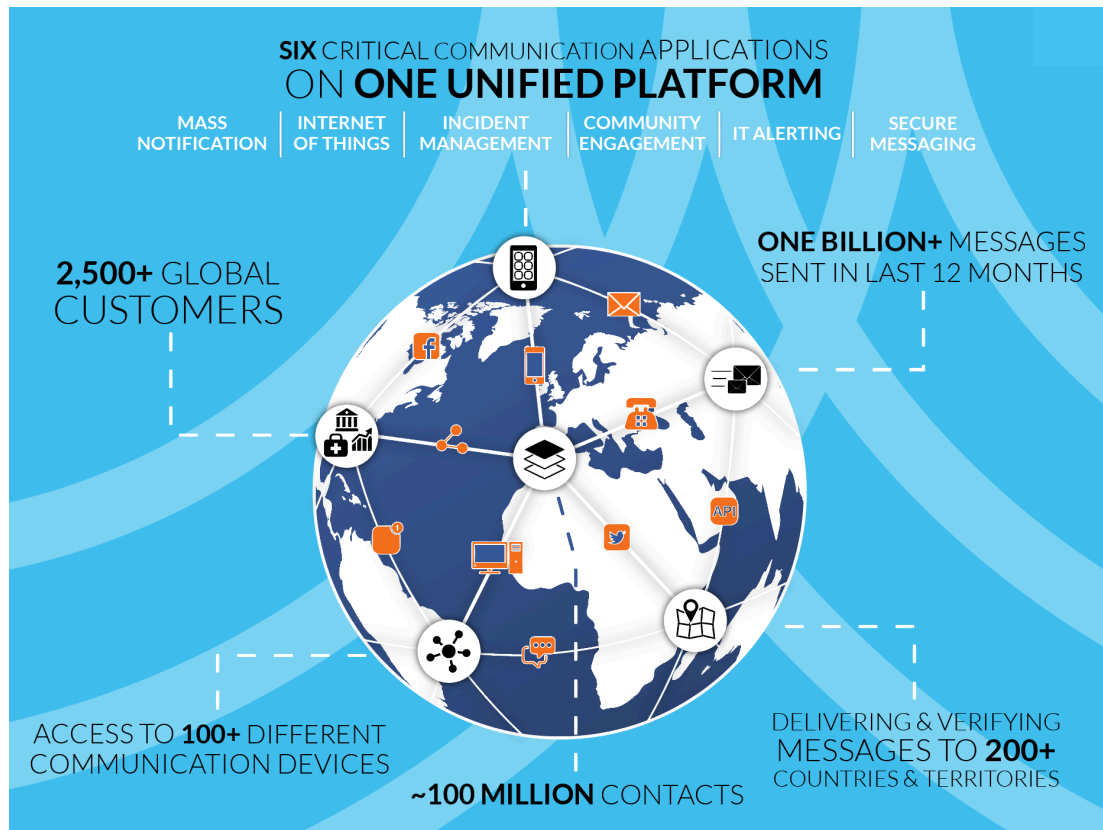 SIX CRITICAL COMMUNICATION APPLICATIONS
ON ONE UNIFIED PLATFORM
MASS
NOTIFICATION
INTERNET
OF THINGS
INCIDENT
MANAGEMENT
COMMUNITY
ENGAGEMENT
IT ALERTING
SECURE
MESSAGING
2,500+ GLOBAL
CUSTOMERS
ONE BILLION+ MESSAGES
SENT IN LAST 12 MONTHS
f
API
1
ACCESS TO 100+ DIFFERENT
COMMUNICATION DEVICES
~100 MILLION CONTACTS
DELIVERING & VERIFYING
MESSAGES TO 200+
COUNTRIES & TERRITORIES